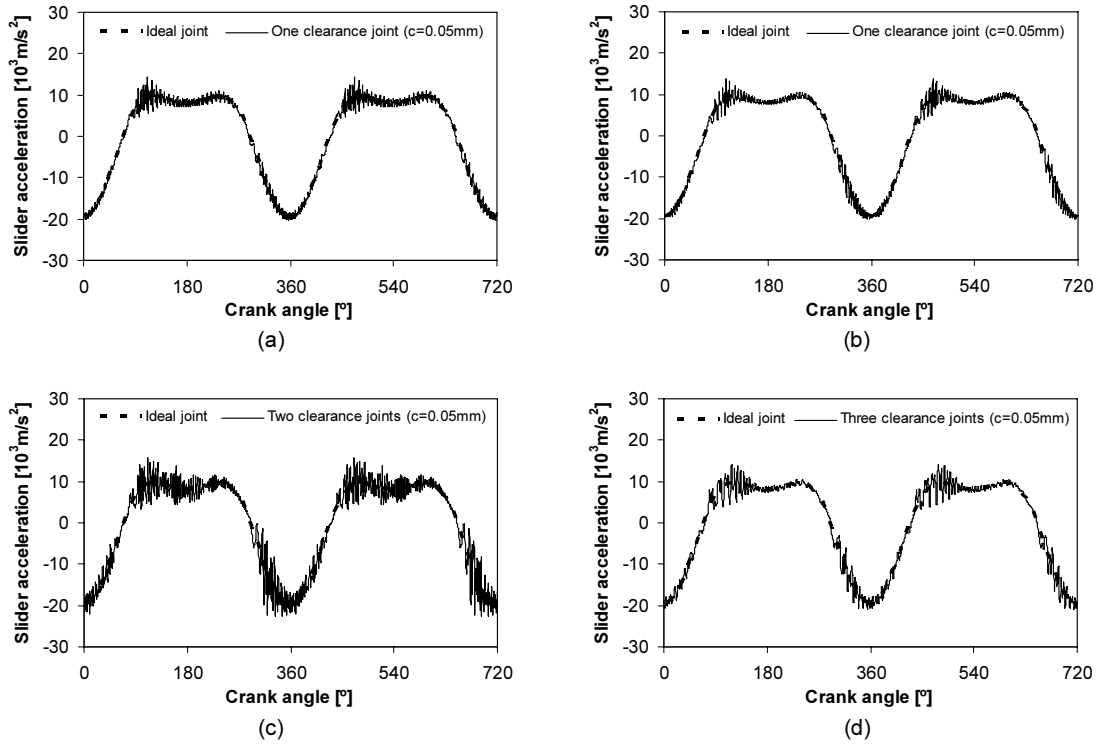 Slider acceleration [10³m/s²]
30
20
10
0
-10
-20
-30
Ideal joint
One clearance joint (c=0.05mm)
0
180
360
540
720
Crank angle [º]
(a)
Slider acceleration [10³m/s²]
30
20
10
0
-10
-20
-30
Ideal joint
One clearance joint (c=0.05mm)
0
180
360
540
720
Crank angle [º]
(b)
Slider acceleration [10³m/s²]
30
20
10
0
-10
-20
-30
Ideal joint
Two clearance joints (c=0.05mm)
0
180
360
540
720
Crank angle [º]
(c)
Slider acceleration [10³m/s²]
30
20
10
0
-10
-20
-30
Ideal joint
Three clearance joints (c=0.05mm)
0
180
360
540
720
Crank angle [º]
(d)